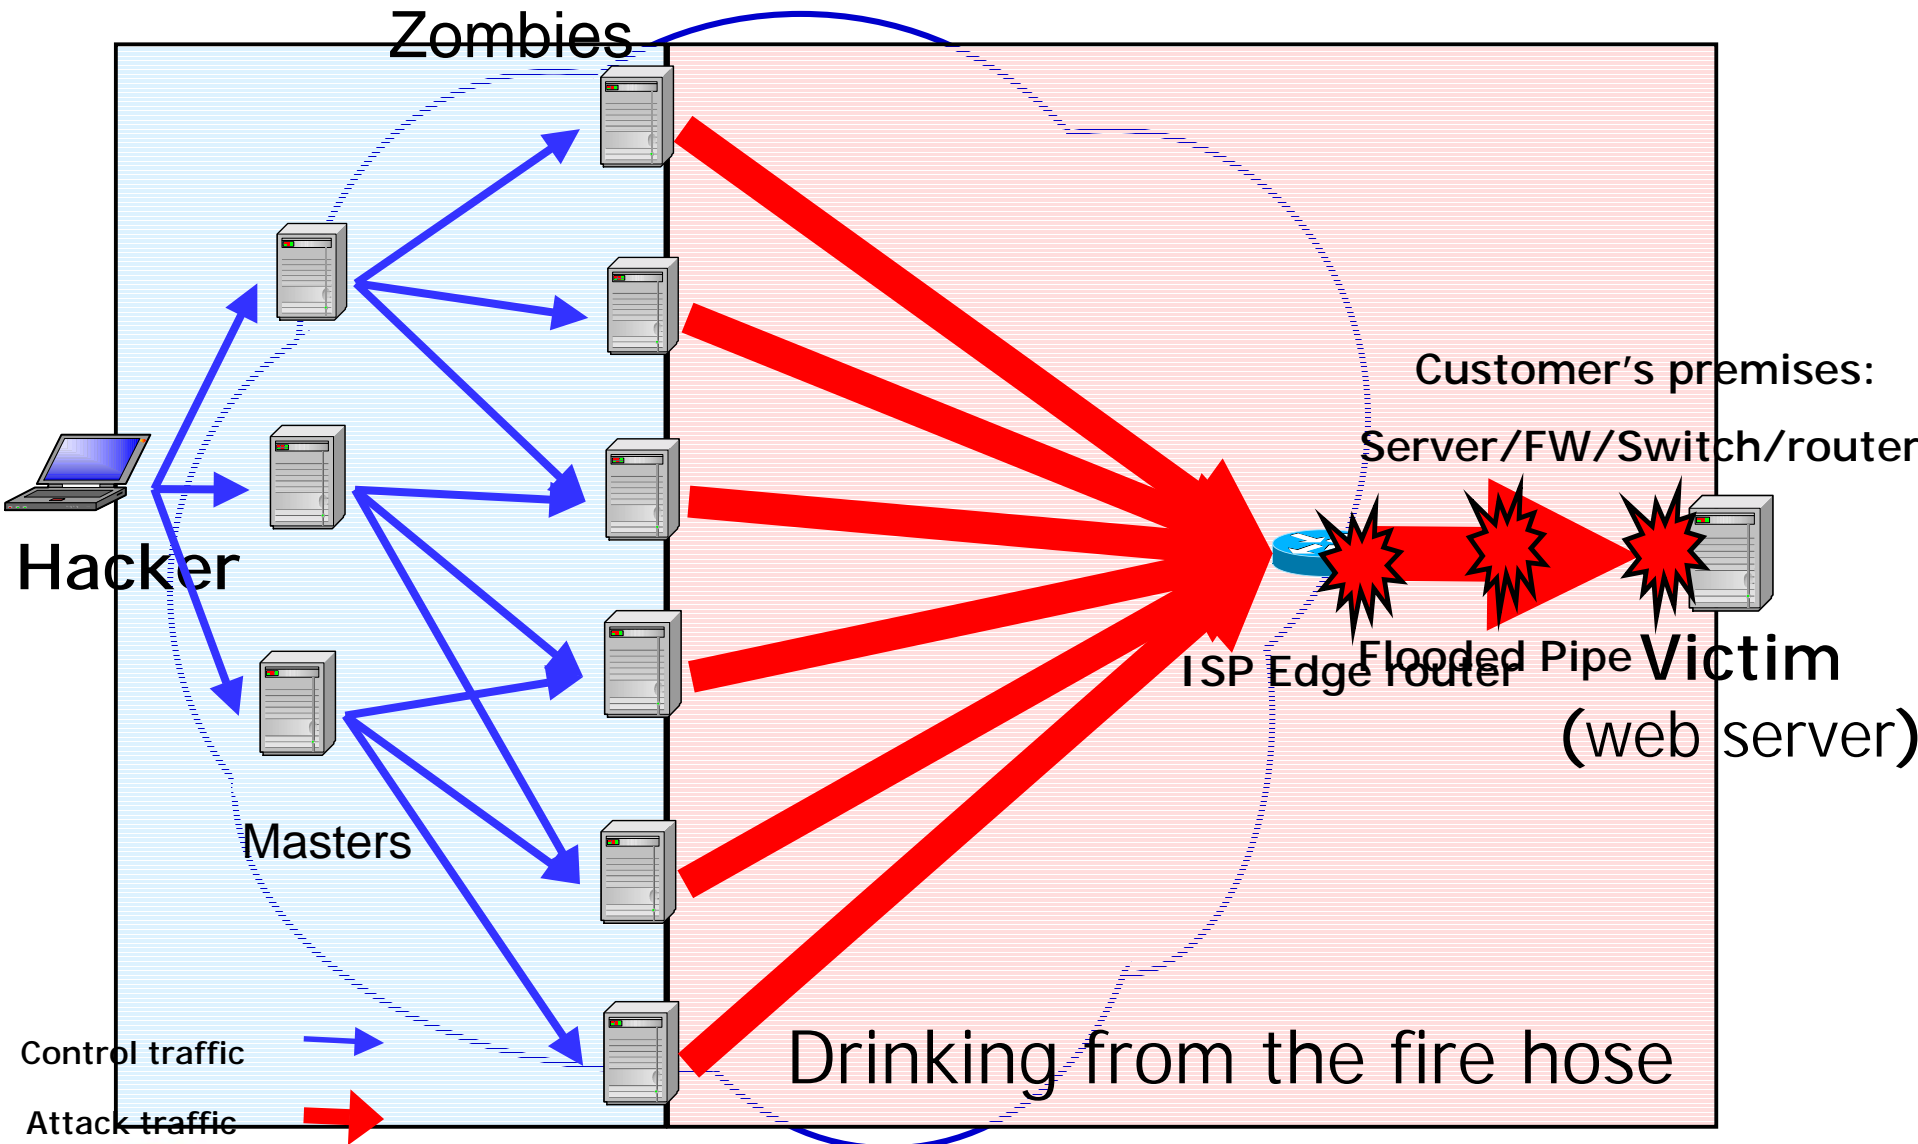 Zombies
Customer's premises:
Server/FW/Switch/router
Hacker
ISP Edge router
Flooded Pipe
Victim
(web server)
Masters
Drinking from the fire hose
Control traffic
Attack traffic